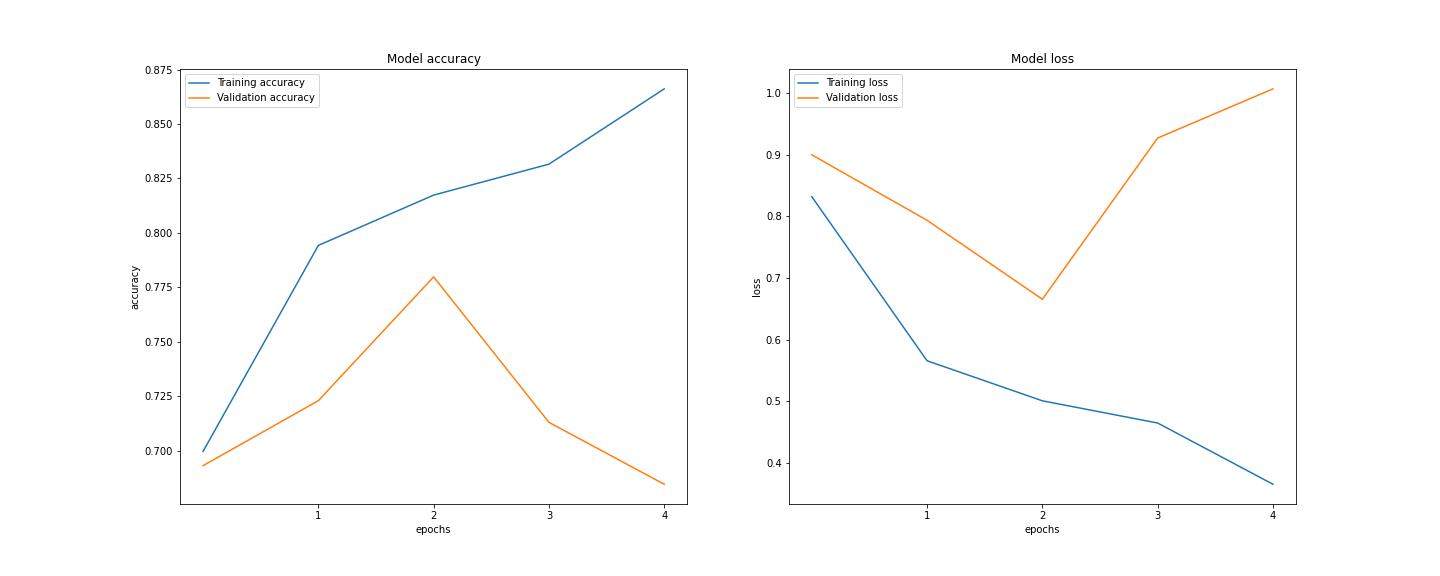 Model accuracy
Training accuracy
Validation accuracy
0.875
0.850
0.825
0.800
0.775
0.750
0.725
0.700
accuracy
1 2 3 4
epochs
Model loss
Training loss
Validation loss
1.0
0.9
0.8
0.7
0.6
0.5
0.4
loss
1 2 3 4
epochs